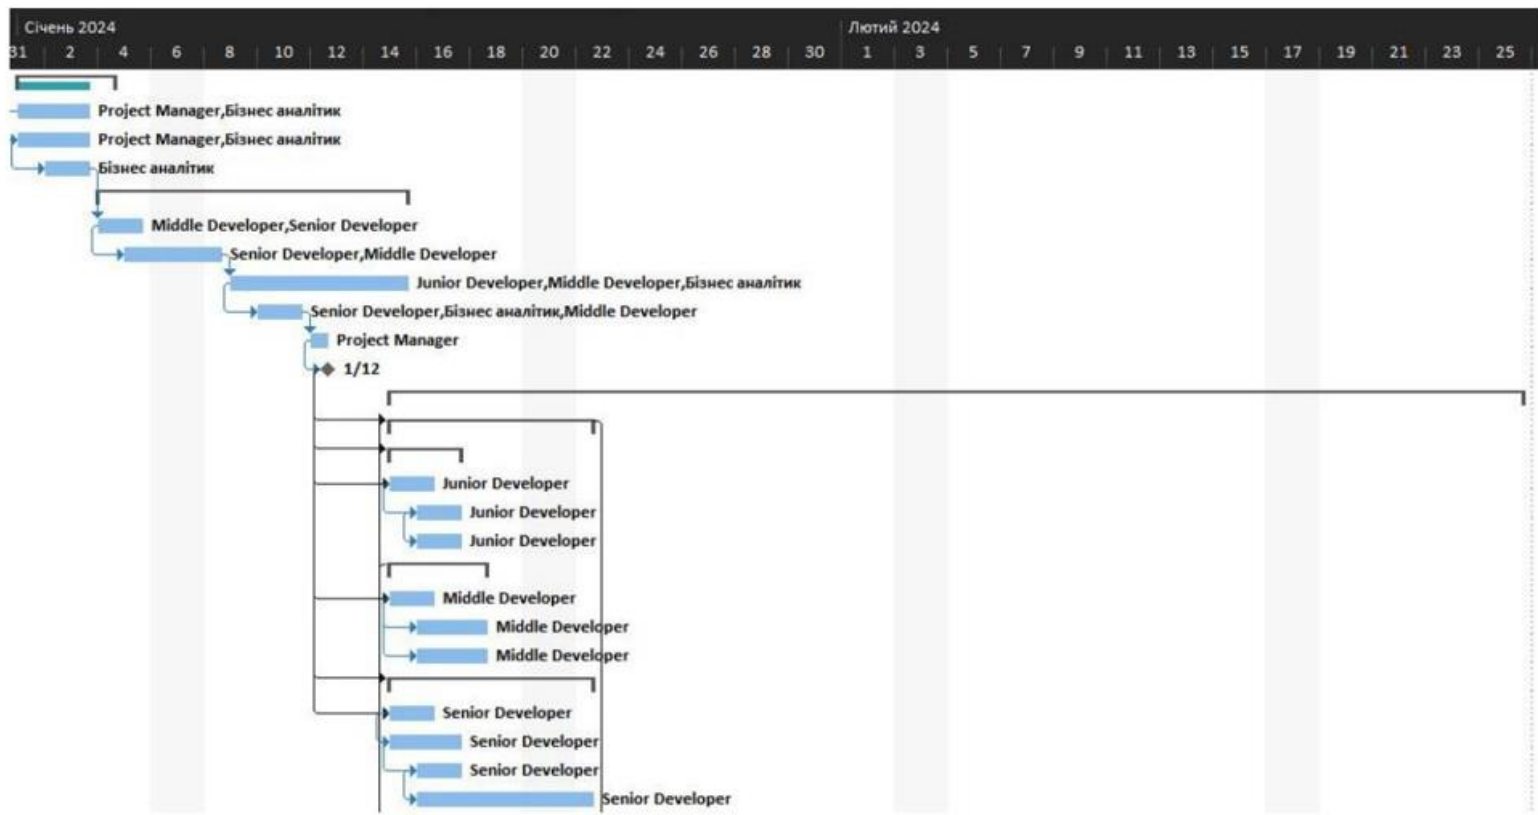 Січень 2024 Лютий 2024
31 2 4 6 8 10 12 14 16 18 20 22 24 26 28 30 1 3 5 7 9 11 13 15 17 19 21 23 25
Project Manager,Бізнес аналітик
Project Manager,Бізнес аналітик
Бізнес аналітик
Middle Developer,Senior Developer
Senior Developer,Middle Developer
Junior Developer,Middle Developer,Бізнес аналітик
Senior Developer,Бізнес аналітик,Middle Developer
Project Manager
1/12
Junior Developer
Junior Developer
Junior Developer
Middle Developer
Middle Developer
Middle Developer
Senior Developer
Senior Developer
Senior Developer
Senior Developer